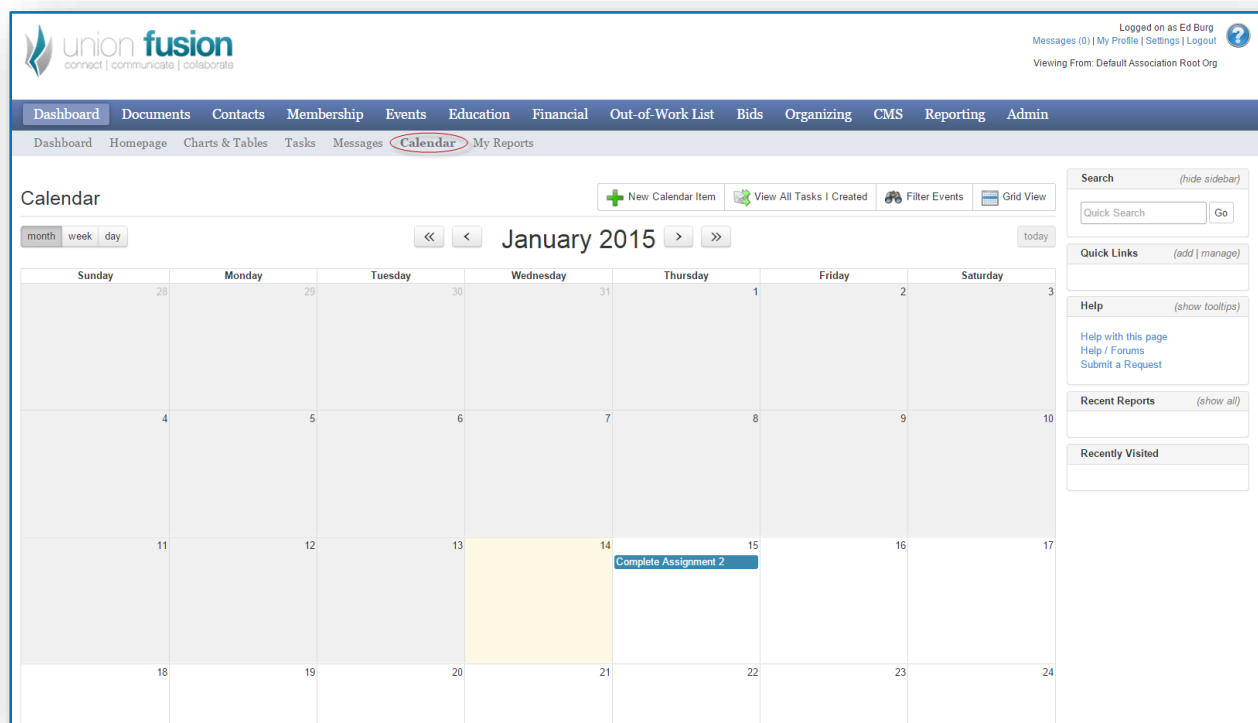 union fusion
connect | communicate | collaborate
Logged on as Ed Burg
Messages (0) | My Profile | Settings | Logout
?
Viewing From: Default Association Root Org
Dashboard Documents Contacts Membership Events Education Financial Out-of-Work List Bids Organizing CMS Reporting Admin
Dashboard Homepage Charts & Tables Tasks Messages Calendar My Reports
Calendar
New Calendar Item View All Tasks I Created Filter Events Grid View
month week day
« < January 2015 > »
today
Sunday Monday Tuesday Wednesday Thursday Friday Saturday
28 29 30 31 1 2 3
4 5 6 7 8 9 10
11 12 13 14 15 16 17
Complete Assignment 2
18 19 20 21 22 23 24
Search (hide sidebar)
Quick Search Go
Quick Links (add | manage)
Help (show tooltips)
Help with this page
Help / Forums
Submit a Request
Recent Reports (show all)
Recently Visited